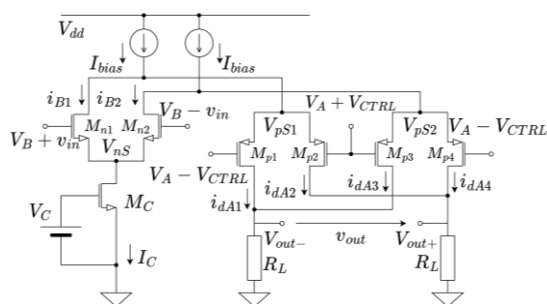 V_dd
I_bias I_bias
i_B1 i_B2
V_B + v_in M_n1 M_n2 V_B − v_in
V_nS
V_A + V_CTRL
V_pS1 V_pS2 V_A − V_CTRL
M_p1 M_p2 M_p3 M_p4
V_A − V_CTRL
i_dA1 i_dA2 i_dA3 i_dA4
V_C M_C
I_C
V_out− v_out V_out+
R_L R_L